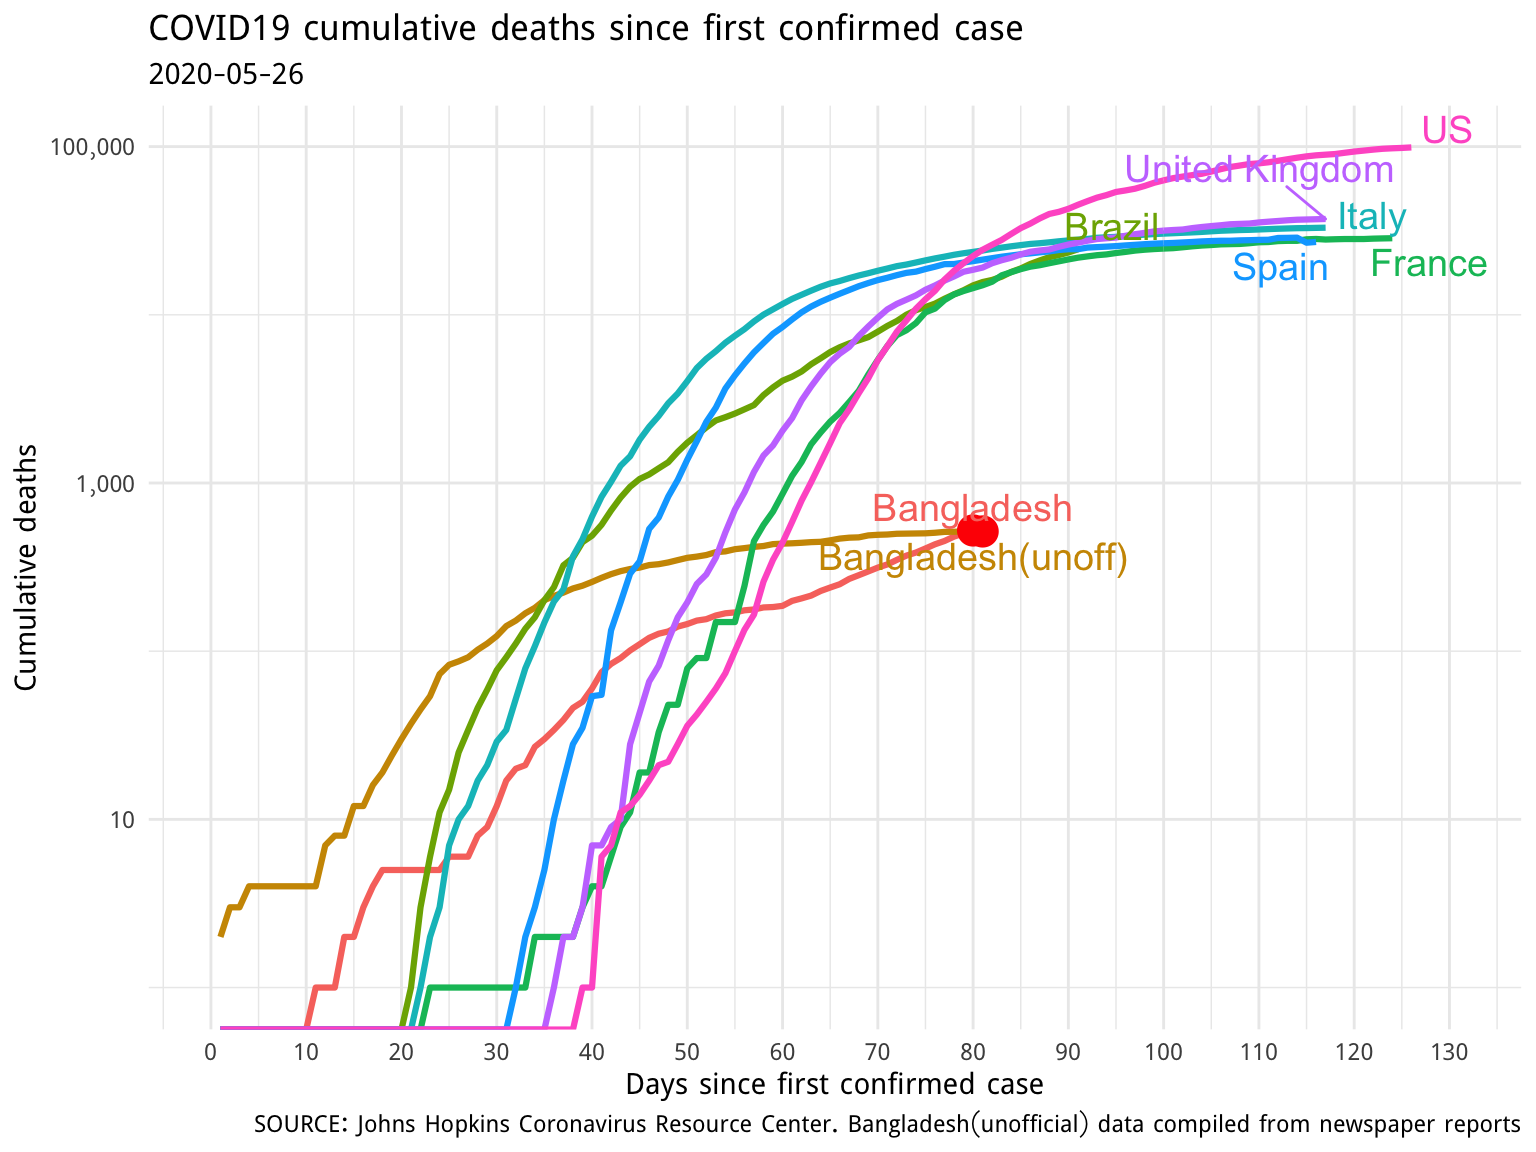 COVID19 cumulative deaths since first confirmed case
2020-05-26
100,000
1,000
10
Cumulative deaths
US
United Kingdom
Italy
Brazil
Spain
France
Bangladesh
Bangladesh(unoff)
0 10 20 30 40 50 60 70 80 90 100 110 120 130
Days since first confirmed case
SOURCE: Johns Hopkins Coronavirus Resource Center. Bangladesh(unofficial) data compiled from newspaper reports